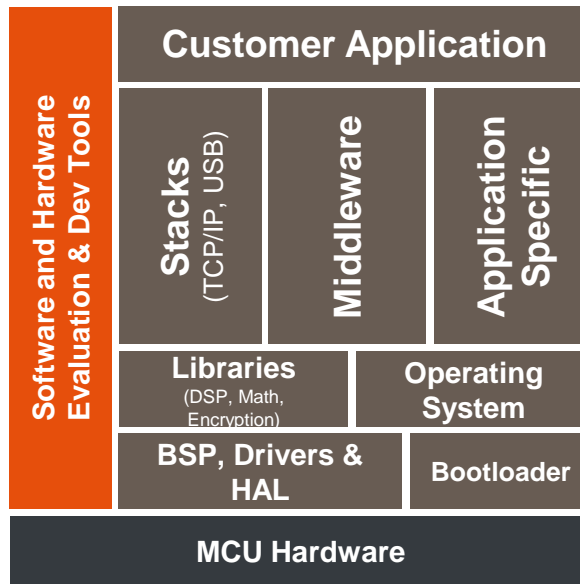 Customer Application
Software and Hardware
Evaluation & Dev Tools
Stacks
(TCP/IP, USB)
Middleware
Application
Specific
Libraries
(DSP, Math,
Encryption)
Operating
System
BSP, Drivers &
HAL
Bootloader
MCU Hardware